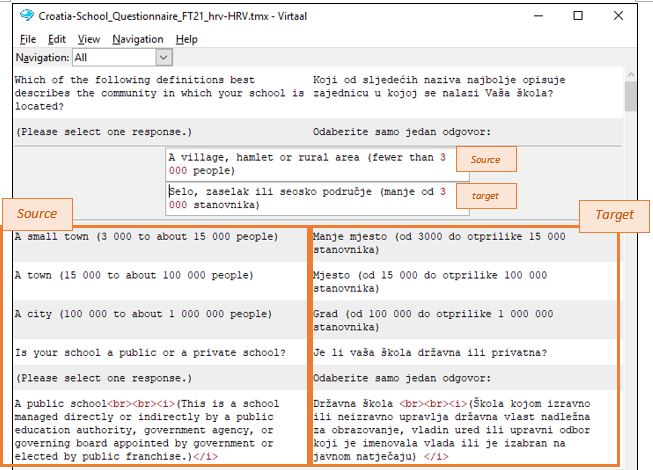 Croatia-School_Questionnaire_FT21_hrv-HRV.tmx - Virtaal
File Edit View Navigation Help
Navigation: All
Which of the following definitions best
describes the community in which your school is
located?
Koji od sljedećih naziva najbolje opisuje
zajednicu u kojoj se nalazi Vaša škola?
(Please select one response.)
Odaberite samo jedan odgovor:
A village, hamlet or rural area (fewer than 3
000 people)
Source
Selo, zaselak ili seosko područje (manje od 3
000 stanovnika)
target
Source
Target
A small town (3 000 to about 15 000 people)
Manje mjesto (od 3000 do otprilike 15 000
stanovnika)
A town (15 000 to about 100 000 people)
Mjesto (od 15 000 do otprilike 100 000
stanovnika)
A city (100 000 to about 1 000 000 people)
Grad (od 100 000 do otprilike 1 000 000
stanovnika)
Is your school a public or a private school?
Je li vaša škola državna ili privatna?
(Please select one response.)
Odaberite samo jedan odgovor:
A public school<br><br><i>(This is a school
managed directly or indirectly by a public
education authority, government agency, or
governing board appointed by government or
elected by public franchise.)</i>
Državna škola <br><br><i>(Škola kojom izravno
ili neizravno upravlja državna vlast nadležna
za obrazovanje, vladin ured ili upravni odbor
koji je imenovala vlada ili je izabran na
javnom natječaju) </i>